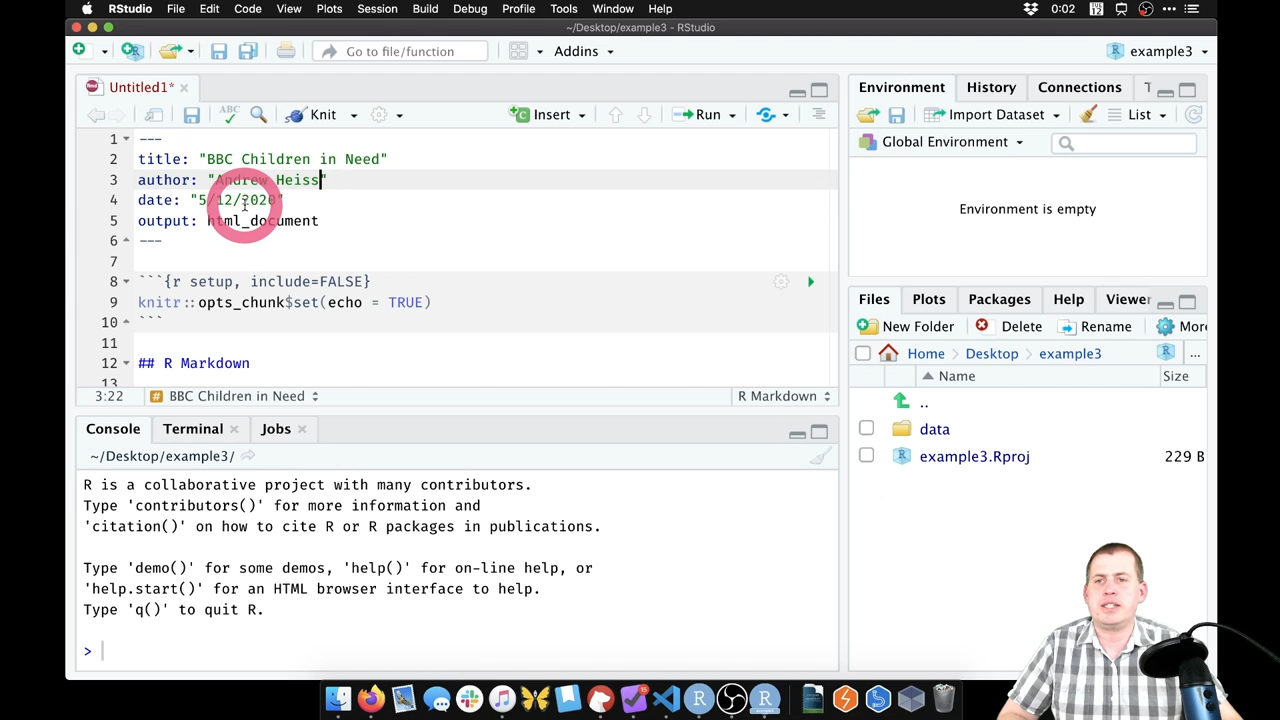 RStudio File Edit Code View Plots Session Build Debug Profile Tools Window Help 0:02
~/Desktop/example3 - RStudio
Go to file/function Addins example3
Untitled1*
ABC Knit Insert Run
1 ---
2 title: "BBC Children in Need"
3 author: "Andrew Heiss"
4 date: "5/12/2020"
5 output: html_document
6 ---
7
8 ```{r setup, include=FALSE}
9 knitr::opts_chunk$set(echo = TRUE)
10 ```
11
12 ## R Markdown
13
3:22 # BBC Children in Need R Markdown
Console Terminal Jobs
~/Desktop/example3/
R is a collaborative project with many contributors.
Type 'contributors()' for more information and
'citation()' on how to cite R or R packages in publications.
Type 'demo()' for some demos, 'help()' for on-line help, or
'help.start()' for an HTML browser interface to help.
Type 'q()' to quit R.
>
Environment History Connections T
Import Dataset List
Global Environment
Environment is empty
Files Plots Packages Help Viewer
New Folder Delete Rename More
Home Desktop example3 ...
Name Size
..
data
example3.Rproj 229 B